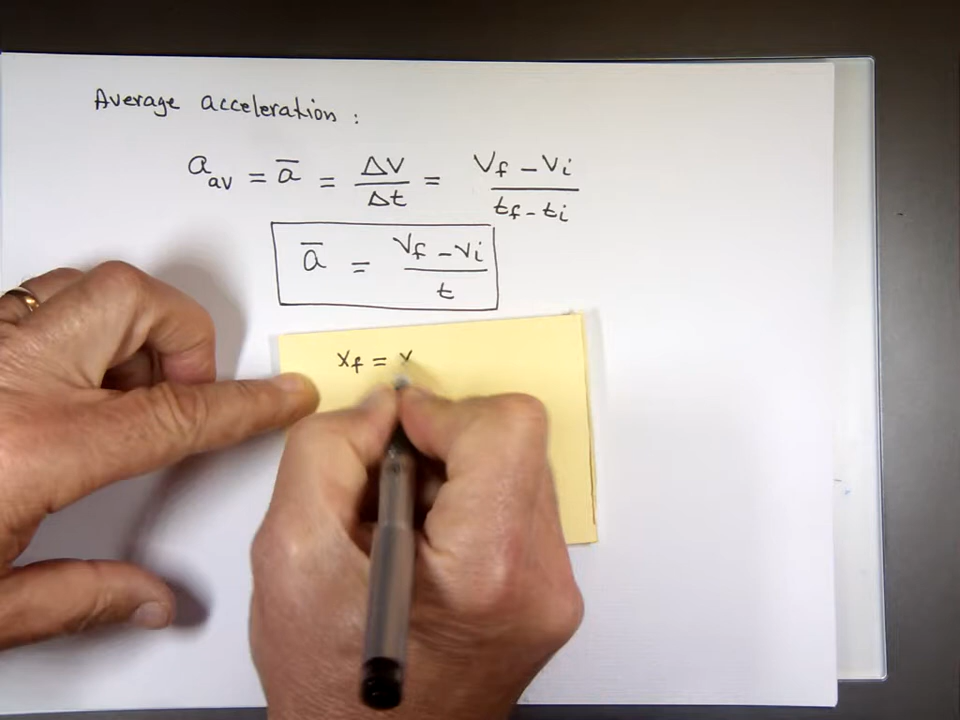 Average acceleration :
a_av = a̅ = ΔV/Δt = (V_f - V_i)/(t_f - t_i)
a̅ = (V_f - V_i)/t
x_f = x